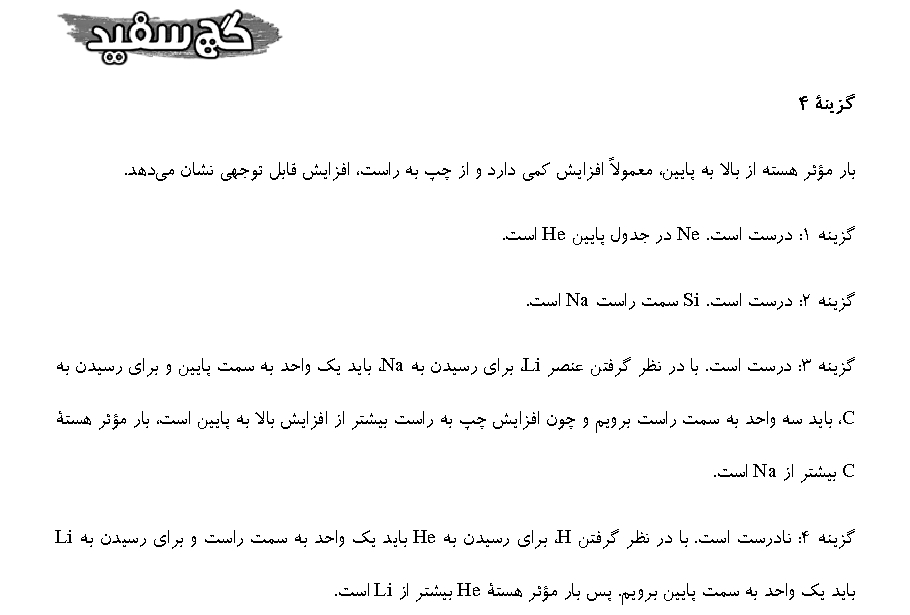 گچ سفید
گزینهٔ ۴
بار مؤثر هسته از بالا به پایین، معمولاً افزایش کمی دارد و از چپ به راست، افزایش قابل توجهی نشان می‌دهد.
گزینه ۱: درست است. Ne در جدول پایین He است.
گزینه ۲: درست است. Si سمت راست Na است.
گزینه ۳: درست است. با در نظر گرفتن عنصر Li، برای رسیدن به Na، باید یک واحد به سمت پایین و برای رسیدن به
C، باید سه واحد به سمت راست برویم و چون افزایش چپ به راست بیشتر از افزایش بالا به پایین است، بار مؤثر هستهٔ
C بیشتر از Na است.
گزینه ۴: نادرست است. با در نظر گرفتن H، برای رسیدن به He باید یک واحد به سمت راست و برای رسیدن به Li
باید یک واحد به سمت پایین برویم. پس بار مؤثر هستهٔ He بیشتر از Li است.